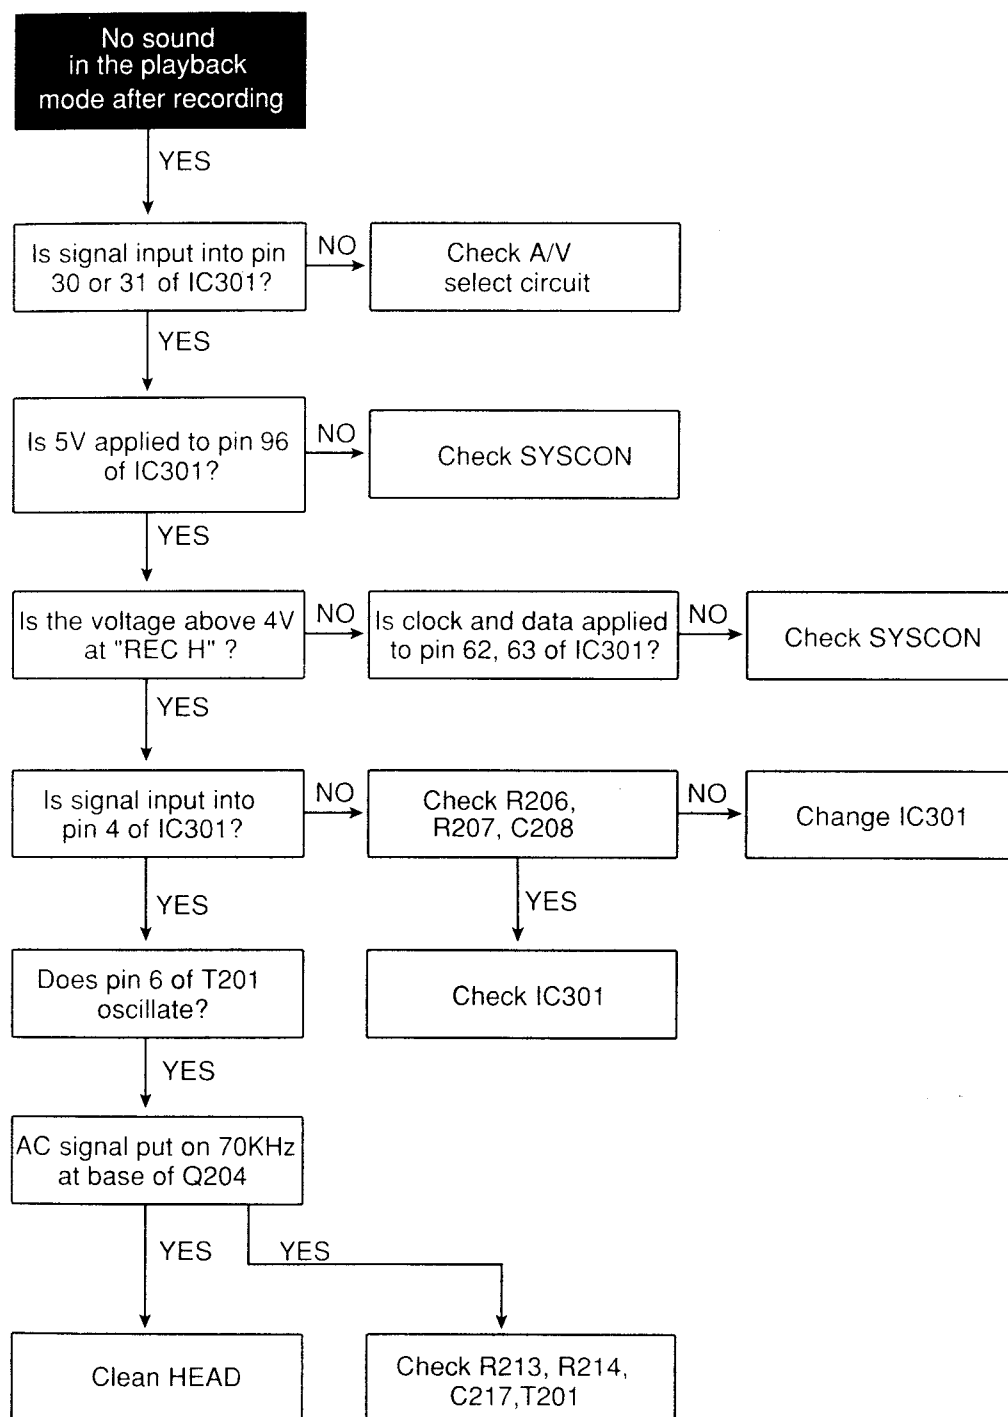 No sound
in the playback
mode after recording
YES
Is signal input into pin
30 or 31 of IC301?
NO
Check A/V
select circuit
YES
Is 5V applied to pin 96
of IC301?
NO
Check SYSCON
YES
Is the voltage above 4V
at "REC H" ?
NO
Is clock and data applied
to pin 62, 63 of IC301?
NO
Check SYSCON
YES
Is signal input into
pin 4 of IC301?
NO
Check R206,
R207, C208
NO
Change IC301
YES
YES
Does pin 6 of T201
oscillate?
Check IC301
YES
AC signal put on 70KHz
at base of Q204
YES
YES
Clean HEAD
Check R213, R214,
C217,T201